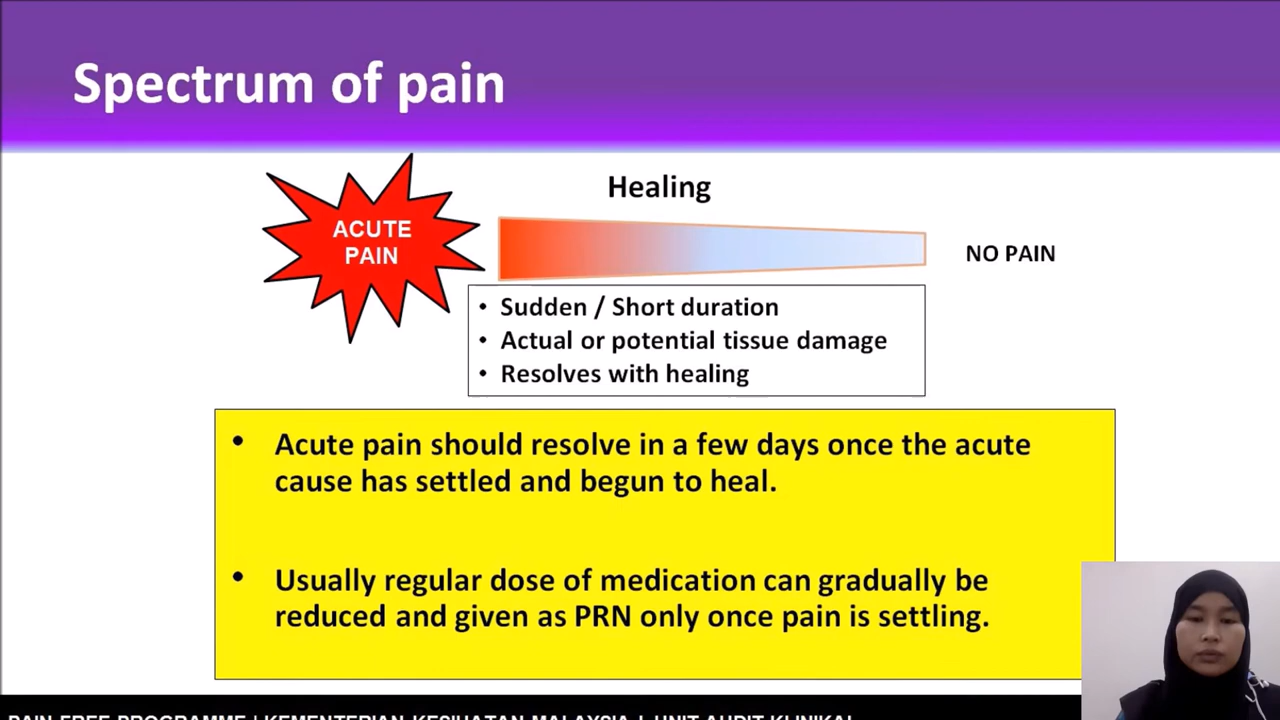 Spectrum of pain
Healing
ACUTE
PAIN
NO PAIN
• Sudden / Short duration
• Actual or potential tissue damage
• Resolves with healing
• Acute pain should resolve in a few days once the acute
cause has settled and begun to heal.
• Usually regular dose of medication can gradually be
reduced and given as PRN only once pain is settling.
PAIN FREE PROGRAMME | KEMENTERIAN KESIHATAN MALAYSIA | UNIT AUDIT KLINIKAL